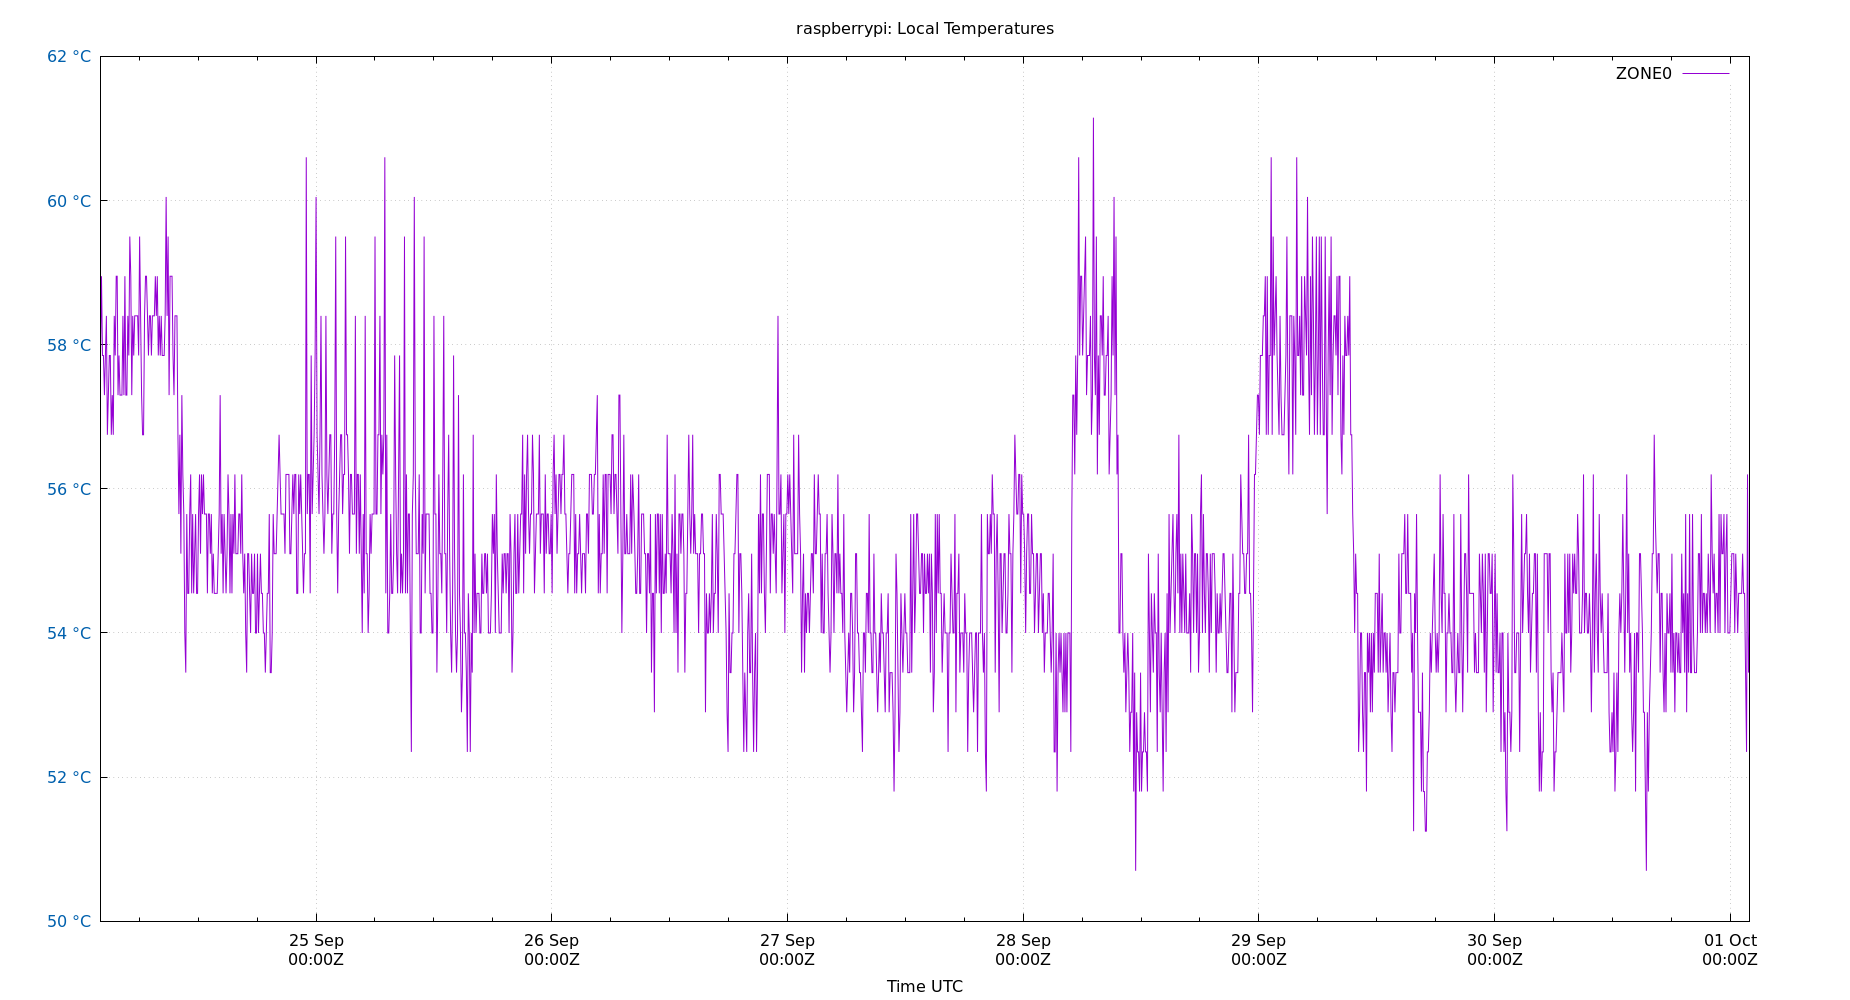 raspberrypi: Local Temperatures
62 °C
ZONE0
60 °C
58 °C
56 °C
54 °C
52 °C
50 °C
25 Sep
00:00Z
26 Sep
00:00Z
27 Sep
00:00Z
28 Sep
00:00Z
29 Sep
00:00Z
30 Sep
00:00Z
01 Oct
00:00Z
Time UTC